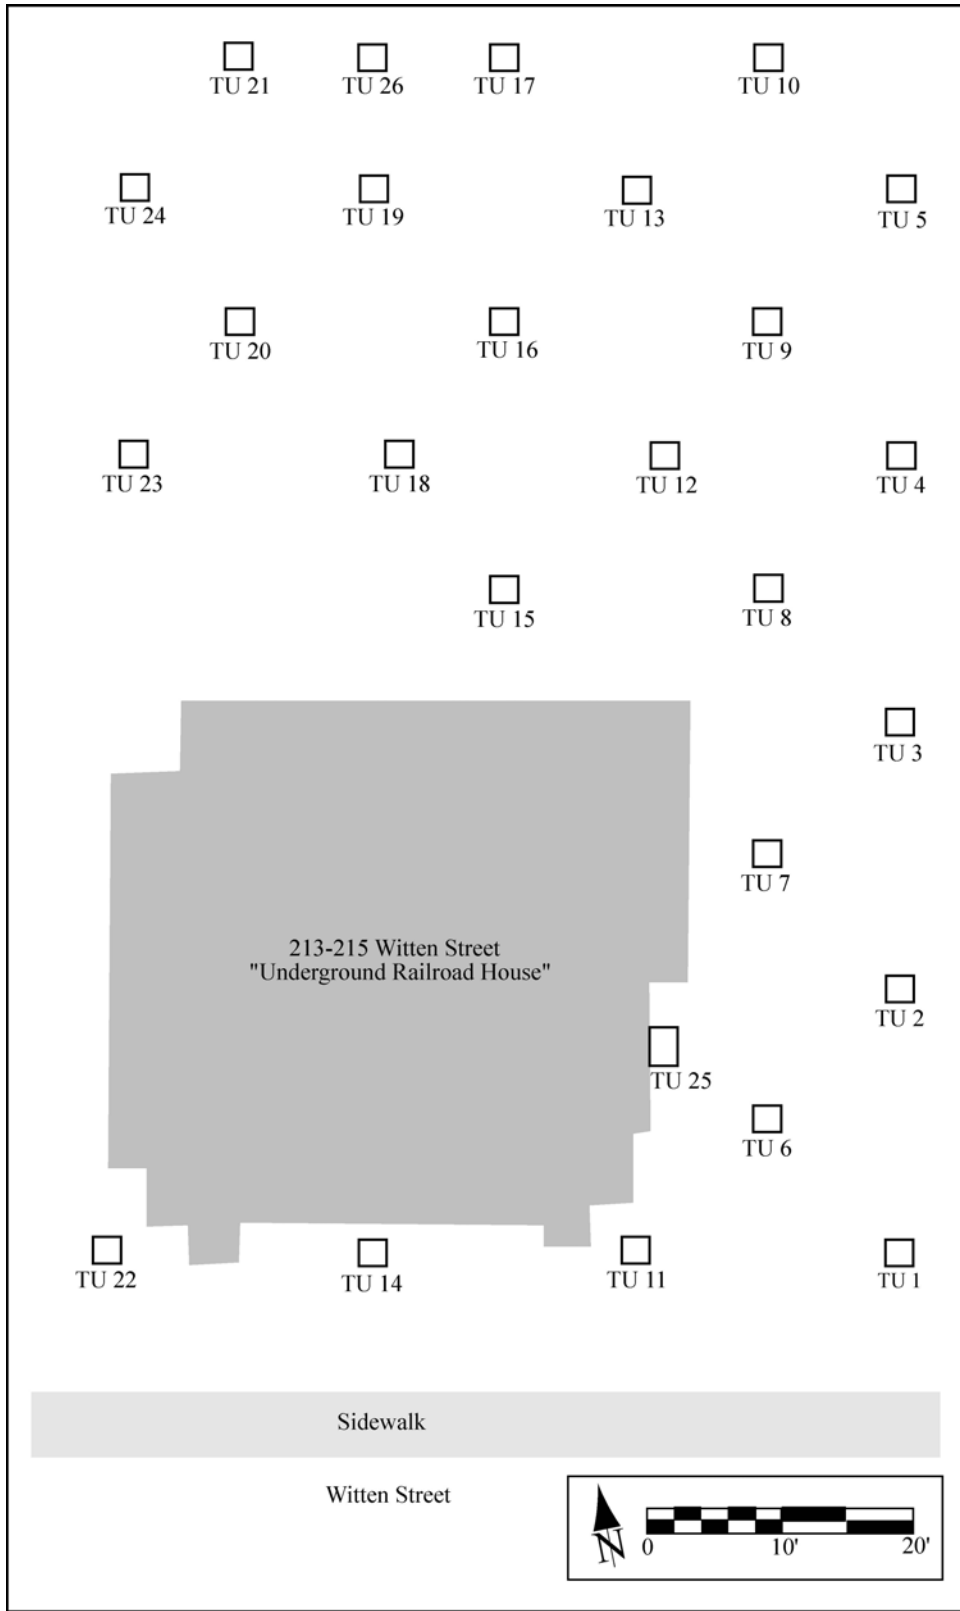 TU 21
TU 26
TU 17
TU 10
TU 24
TU 19
TU 13
TU 5
TU 20
TU 16
TU 9
TU 23
TU 18
TU 12
TU 4
TU 15
TU 8
TU 3
TU 7
213-215 Witten Street
"Underground Railroad House"
TU 2
TU 25
TU 6
TU 22
TU 14
TU 11
TU 1
Sidewalk
Witten Street
N
0 10' 20'